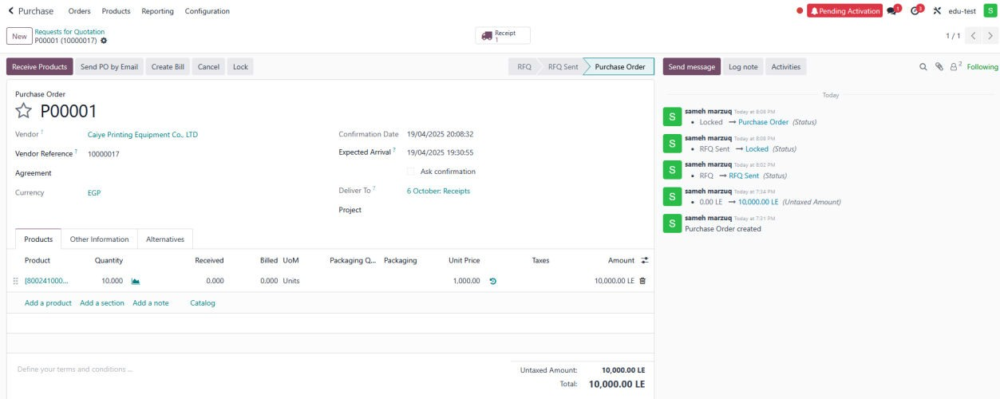 Purchase Orders Products Reporting Configuration
Pending Activation 1 3 edu-test S
New Requests for Quotation
P00001 (10000017)
Receipt
1
1 / 1
Receive Products Send PO by Email Create Bill Cancel Lock RFQ RFQ Sent Purchase Order
Send message Log note Activities 2 Following
Purchase Order
P00001
Vendor ? Caiye Printing Equipment Co., LTD
Vendor Reference ? 10000017
Agreement
Currency EGP
Confirmation Date 19/04/2025 20:08:32
Expected Arrival ? 19/04/2025 19:30:55
Ask confirmation
Deliver To ? 6 October: Receipts
Project
Products Other Information Alternatives
Product Quantity Received Billed UoM Packaging Q... Packaging Unit Price Taxes Amount
[800241000... 10.000 0.000 0.000 Units 1,000.00 10,000.00 LE
Add a product Add a section Add a note Catalog
Define your terms and conditions ...
Untaxed Amount: 10,000.00 LE
Total: 10,000.00 LE
Today
S sameh marzuq Today at 8:08 PM
• Locked → Purchase Order (Status)
S sameh marzuq Today at 8:08 PM
• RFQ Sent → Locked (Status)
S sameh marzuq Today at 8:02 PM
• RFQ → RFQ Sent (Status)
S sameh marzuq Today at 7:34 PM
• 0.00 LE → 10,000.00 LE (Untaxed Amount)
S sameh marzuq Today at 7:31 PM
Purchase Order created